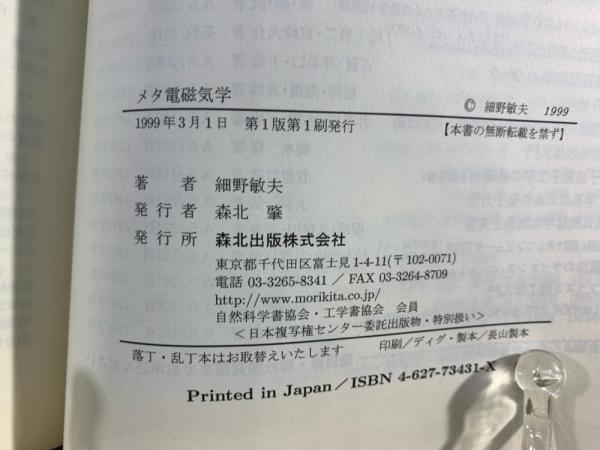 メタ電磁気学
© 細野敏夫 1999
1999年3月1日 第1版第1刷発行
【本書の無断転載を禁ず】
著者 細野敏夫
発行者 森北 肇
発行所 森北出版株式会社
東京都千代田区富士見1-4-11(〒102-0071)
電話 03-3265-8341 / FAX 03-3264-8709
http://www.morikita.co.jp/
自然科学書協会・工学書協会 会員
<日本複写権センター委託出版物・特別扱い>
落丁・乱丁本はお取替えいたします 印刷/ディグ・製本/長山製本
Printed in Japan/ISBN 4-627-73431-X